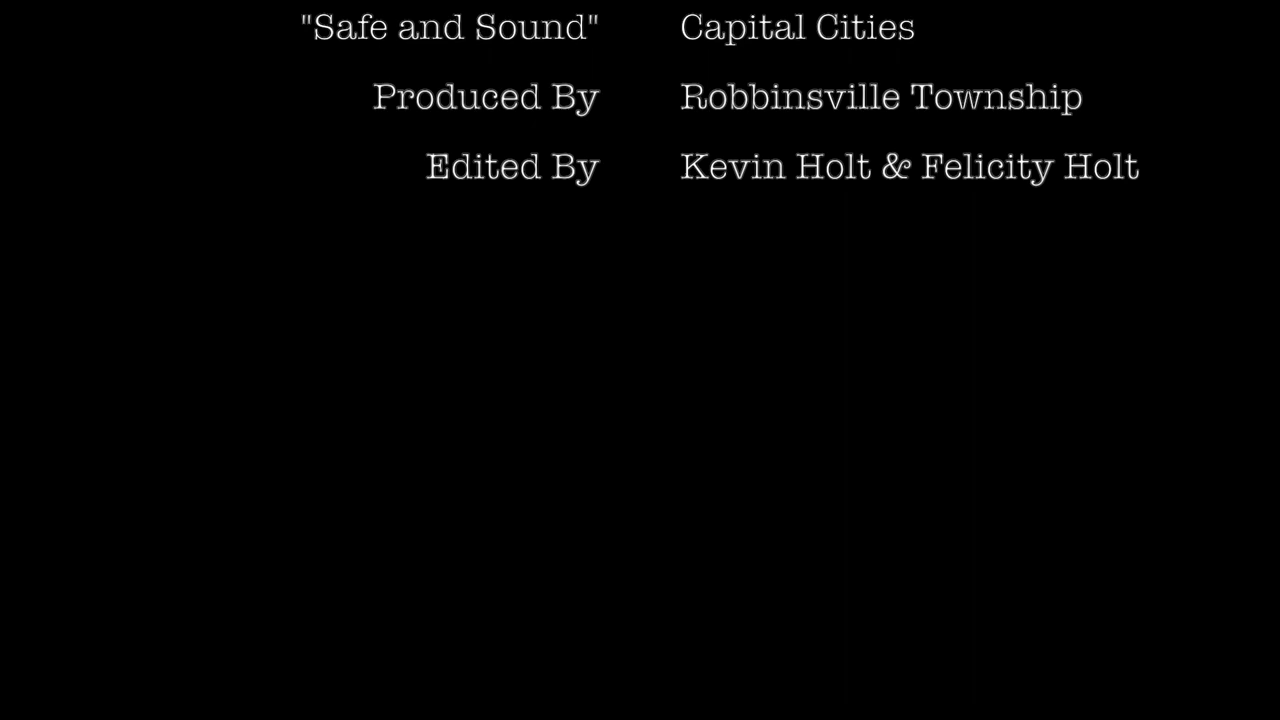 "Safe and Sound" Capital Cities
Produced By Robbinsville Township
Edited By Kevin Holt & Felicity Holt